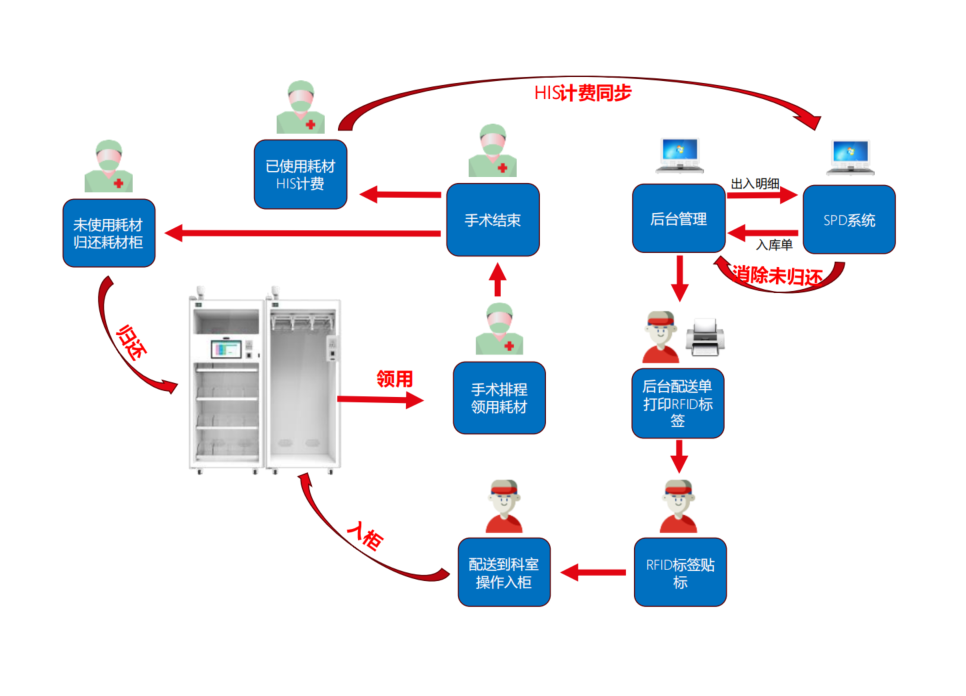 HIS计费同步
已使用耗材
HIS计费
未使用耗材
归还耗材柜
手术结束
后台管理
出入明细
入库单
SPD系统
消除未归还
归还
领用
手术排程
领用耗材
后台配送单
打印RFID标
签
入柜
配送到科室
操作入柜
RFID标签贴
标